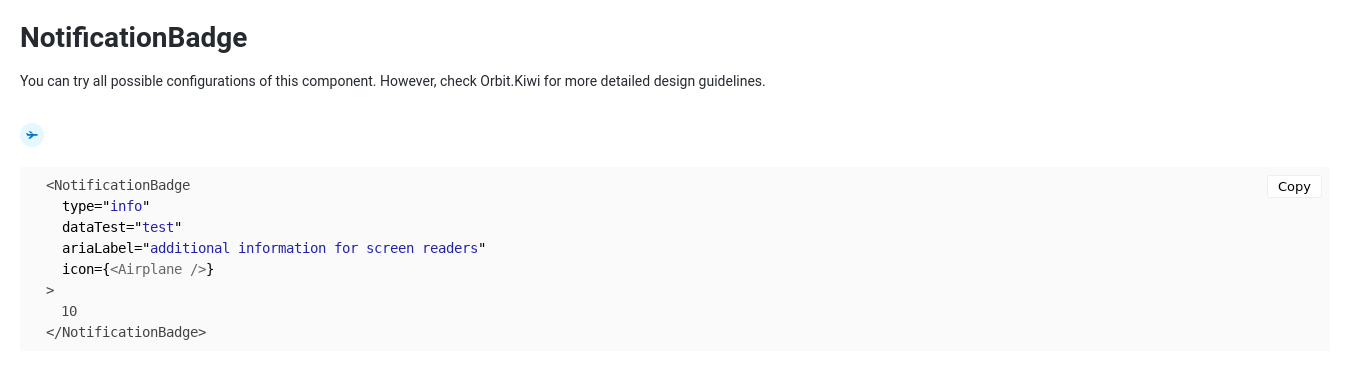 NotificationBadge
You can try all possible configurations of this component. However, check Orbit.Kiwi for more detailed design guidelines.
Copy
<NotificationBadge
  type="info"
  dataTest="test"
  ariaLabel="additional information for screen readers"
  icon={<Airplane />}
>
  10
</NotificationBadge>